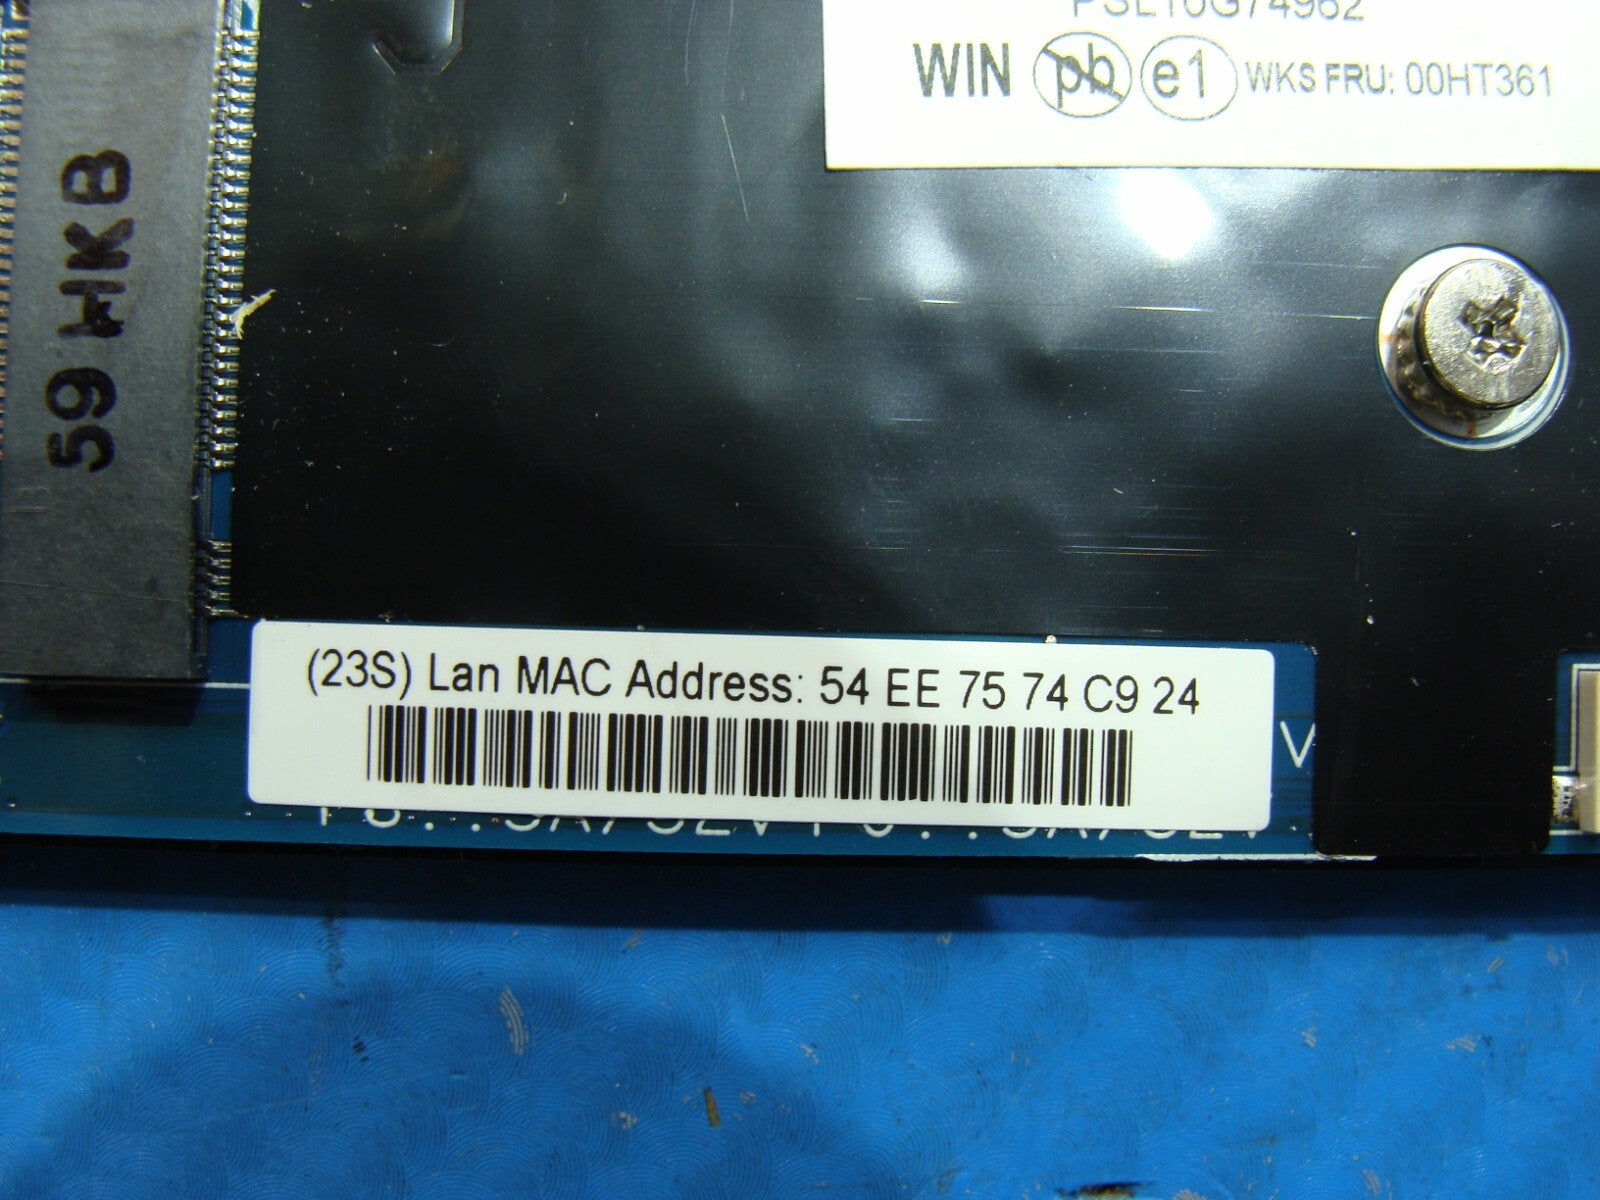 WIN pb e1 WKS FRU: 00HT361
59 HKB
(23S) Lan MAC Address: 54 EE 75 74 C9 24
V